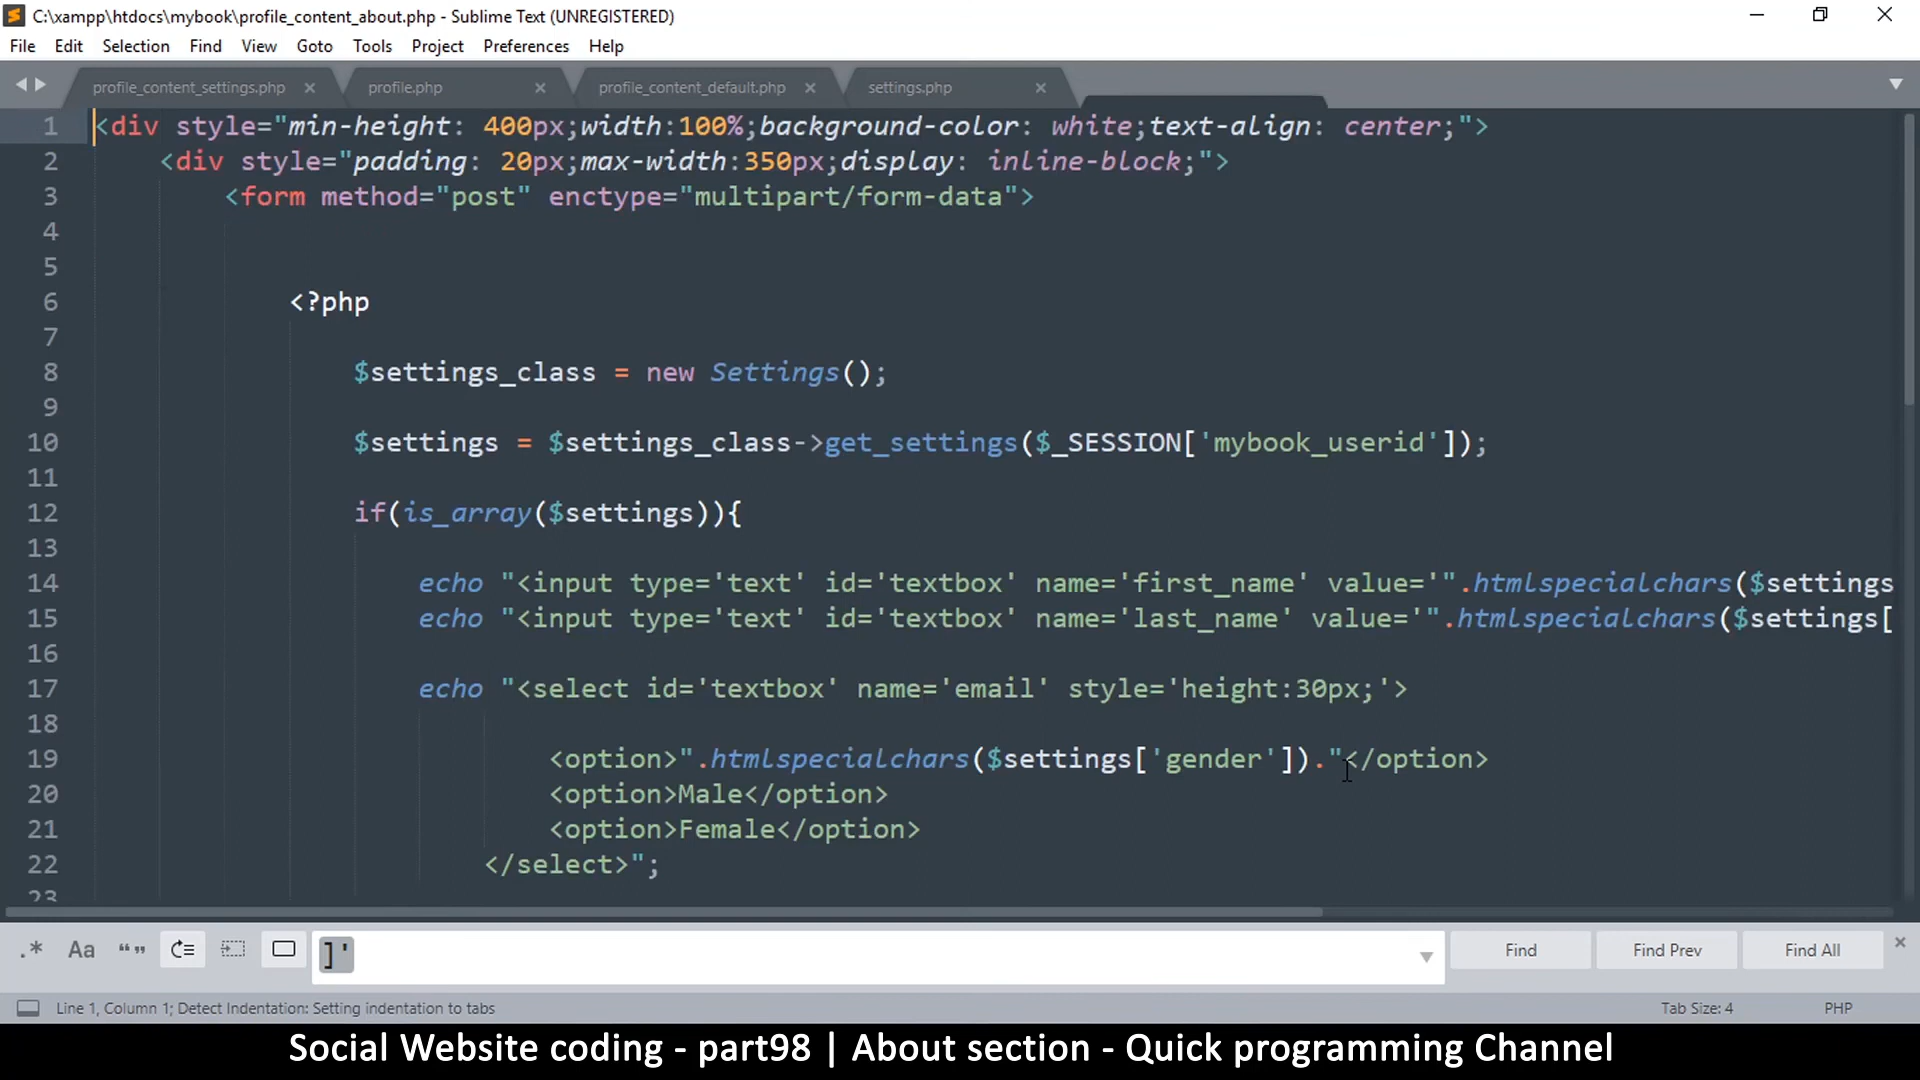 C:\xampp\htdocs\mybook\profile_content_about.php - Sublime Text (UNREGISTERED)
File Edit Selection Find View Goto Tools Project Preferences Help
profile_content_settings.php profile.php profile_content_default.php settings.php
1 <div style="min-height: 400px;width:100%;background-color: white;text-align: center;">
2 <div style="padding: 20px;max-width:350px;display: inline-block;">
3 <form method="post" enctype="multipart/form-data">
4
5
6 <?php
7
8 $settings_class = new Settings();
9
10 $settings = $settings_class->get_settings($_SESSION['mybook_userid']);
11
12 if(is_array($settings)){
13
14 echo "<input type='text' id='textbox' name='first_name' value='".htmlspecialchars($settings
15 echo "<input type='text' id='textbox' name='last_name' value='".htmlspecialchars($settings[
16
17 echo "<select id='textbox' name='email' style='height:30px;'>
18
19 <option>".htmlspecialchars($settings['gender'])."</option>
20 <option>Male</option>
21 <option>Female</option>
22 </select>";
23
.* Aa “” ]' Find Find Prev Find All
Line 1, Column 1; Detect Indentation: Setting indentation to tabs Tab Size: 4 PHP
Social Website coding - part98 | About section - Quick programming Channel